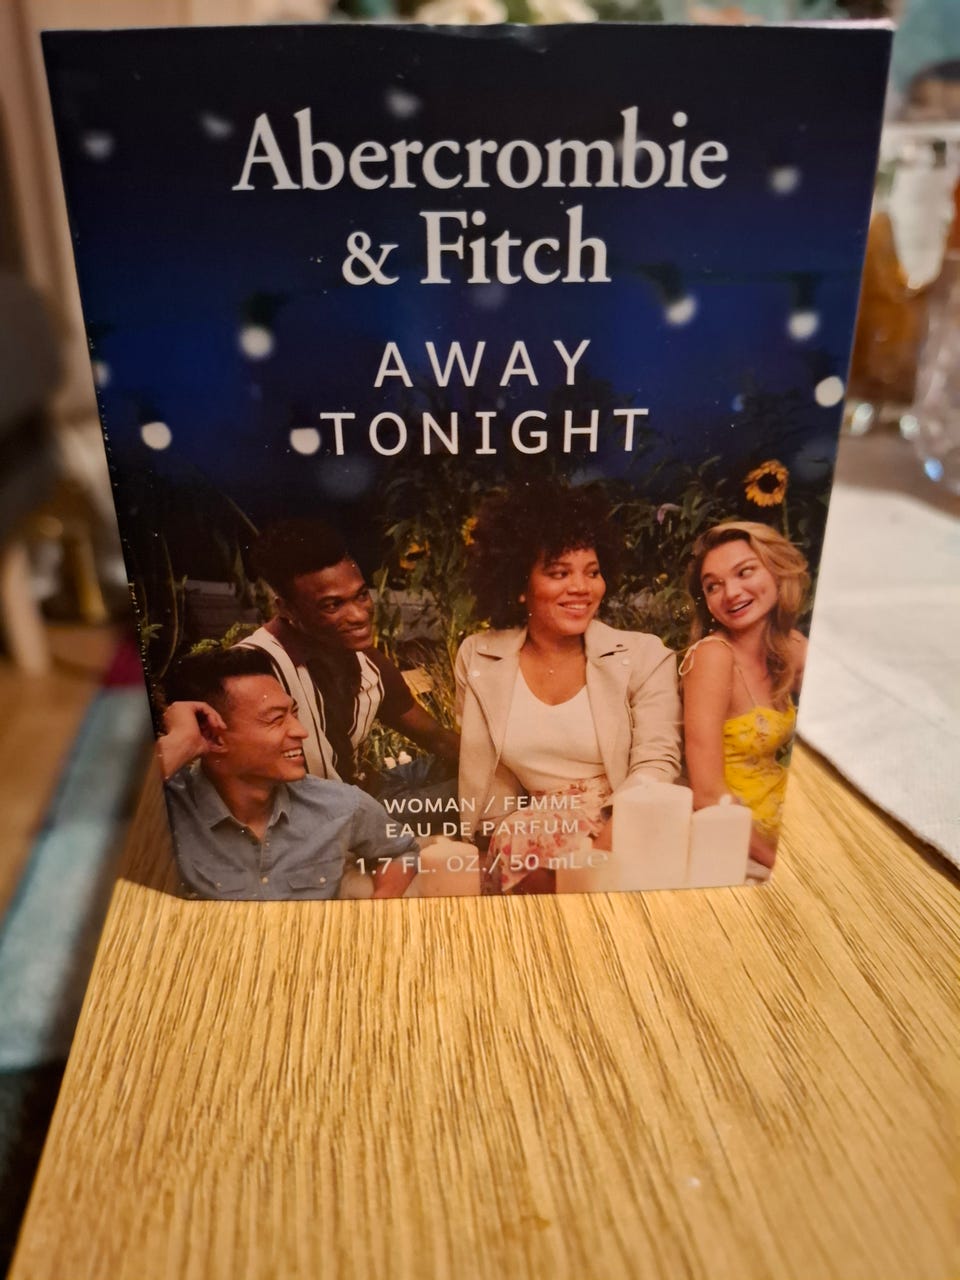 Abercrombie
& Fitch
AWAY
TONIGHT
WOMAN / FEMME
EAU DE PARFUM
1.7 FL. OZ./ 50 mL ℮